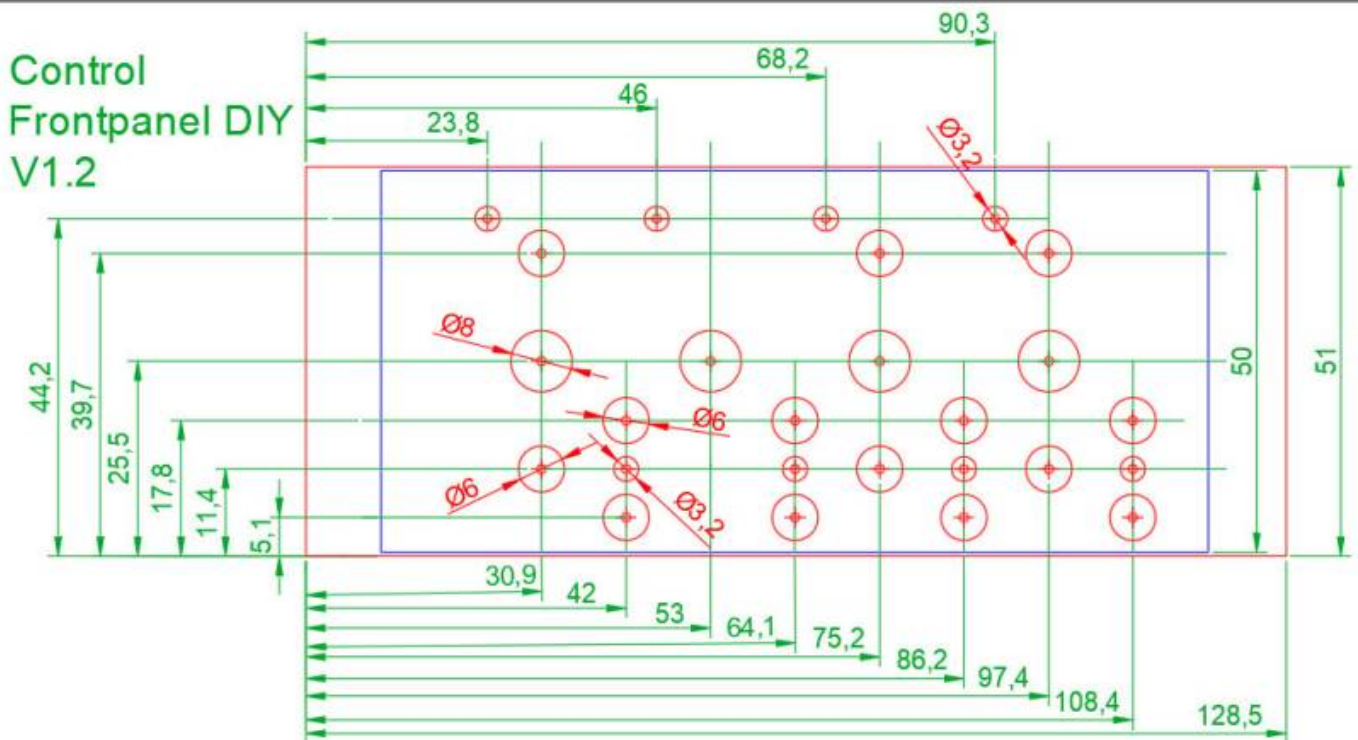 Control
Frontpanel DIY
V1.2
90,3
68,2
46
23,8
Ø3,2
Ø8
Ø6
Ø6
Ø3,2
44,2
39,7
25,5
17,8
11,4
5,1
50
51
30,9
42
53
64,1
75,2
86,2
97,4
108,4
128,5